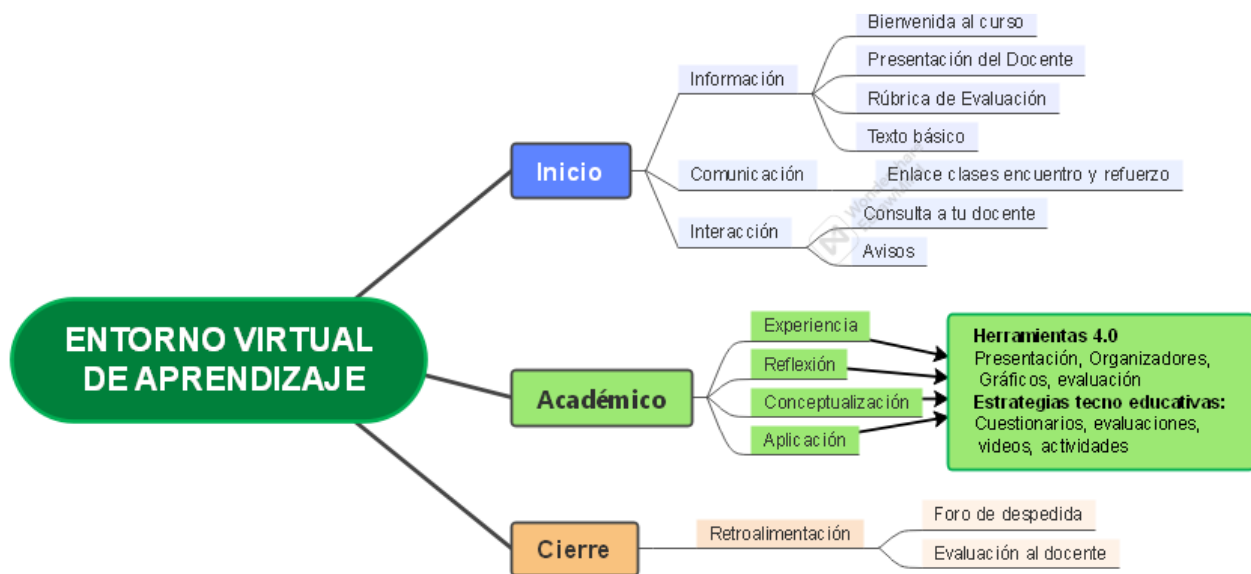 ENTORNO VIRTUAL
DE APRENDIZAJE
Inicio
Información
Bienvenida al curso
Presentación del Docente
Rúbrica de Evaluación
Texto básico
Comunicación
Enlace clases encuentro y refuerzo
Interacción
Consulta a tu docente
Avisos
Wondershare
EdrawMind
Académico
Experiencia
Reflexión
Conceptualización
Aplicación
Herramientas 4.0
Presentación, Organizadores,
Gráficos, evaluación
Estrategias tecno educativas:
Cuestionarios, evaluaciones,
videos, actividades
Cierre
Retroalimentación
Foro de despedida
Evaluación al docente